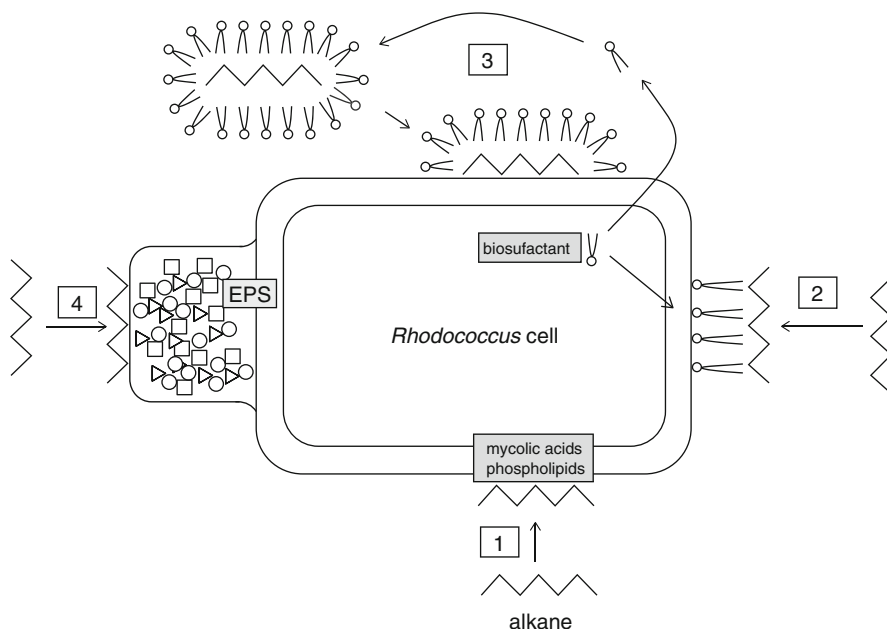 3
biosufactant
4
EPS
2
Rhodococcus cell
mycolic acids
phospholipids
1
alkane